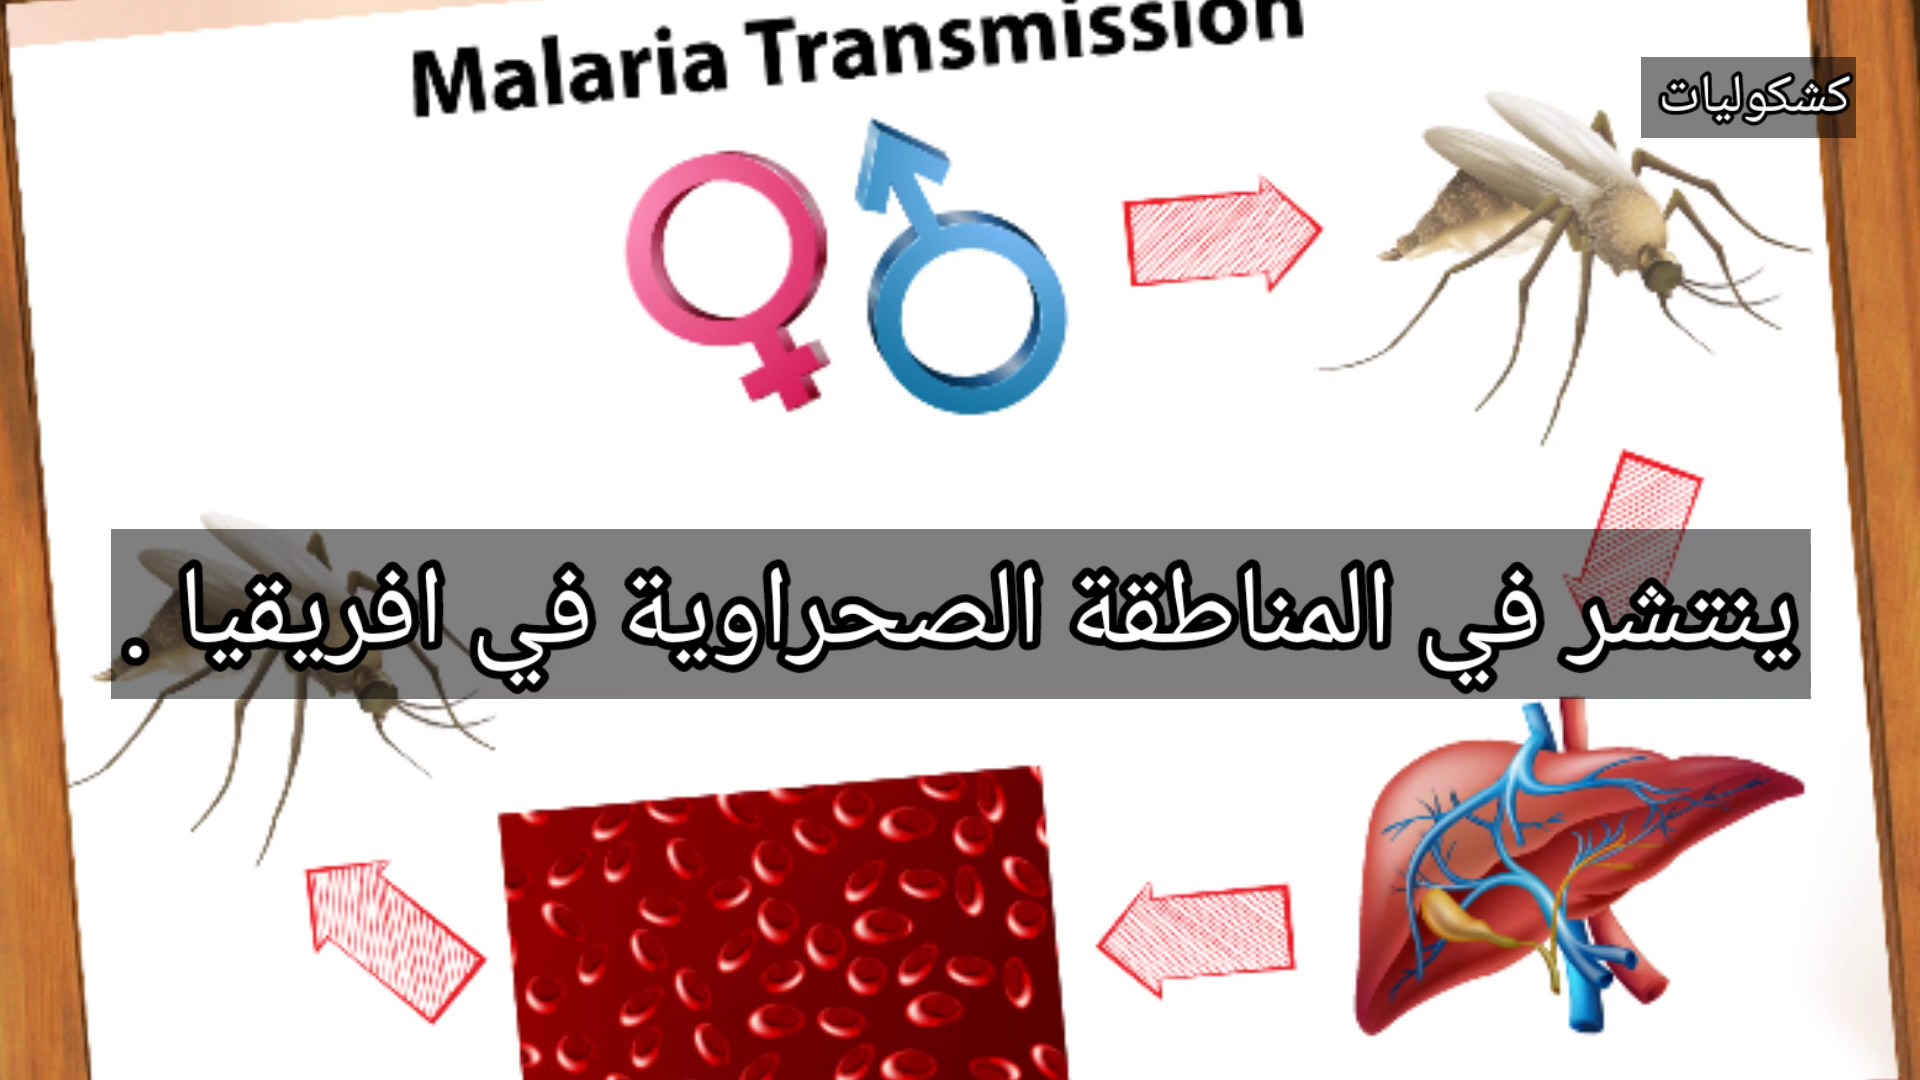 Malaria Transmission
كشكوليات
ينتشر في المناطقة الصحراوية في افريقيا .